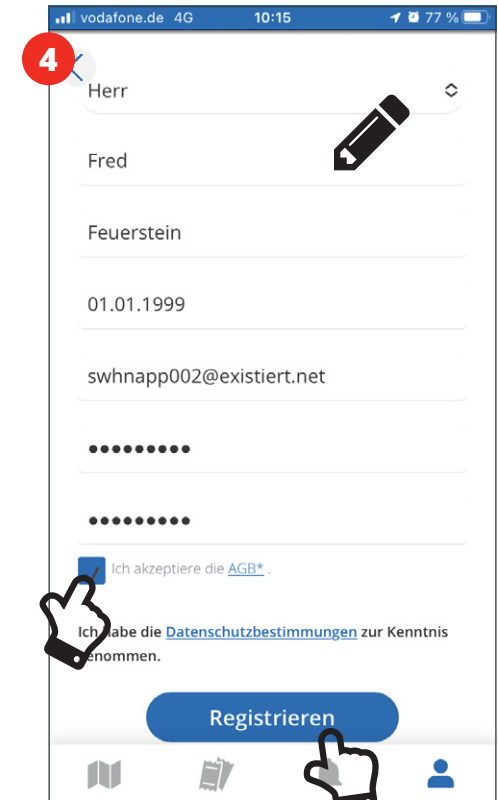 vodafone.de 4G 10:15 77 %
4
Herr
Fred
Feuerstein
01.01.1999
swhnapp002@existiert.net
•••••••••
•••••••••
Ich akzeptiere die AGB* .
Ich habe die Datenschutzbestimmungen zur Kenntnis
genommen.
Registrieren